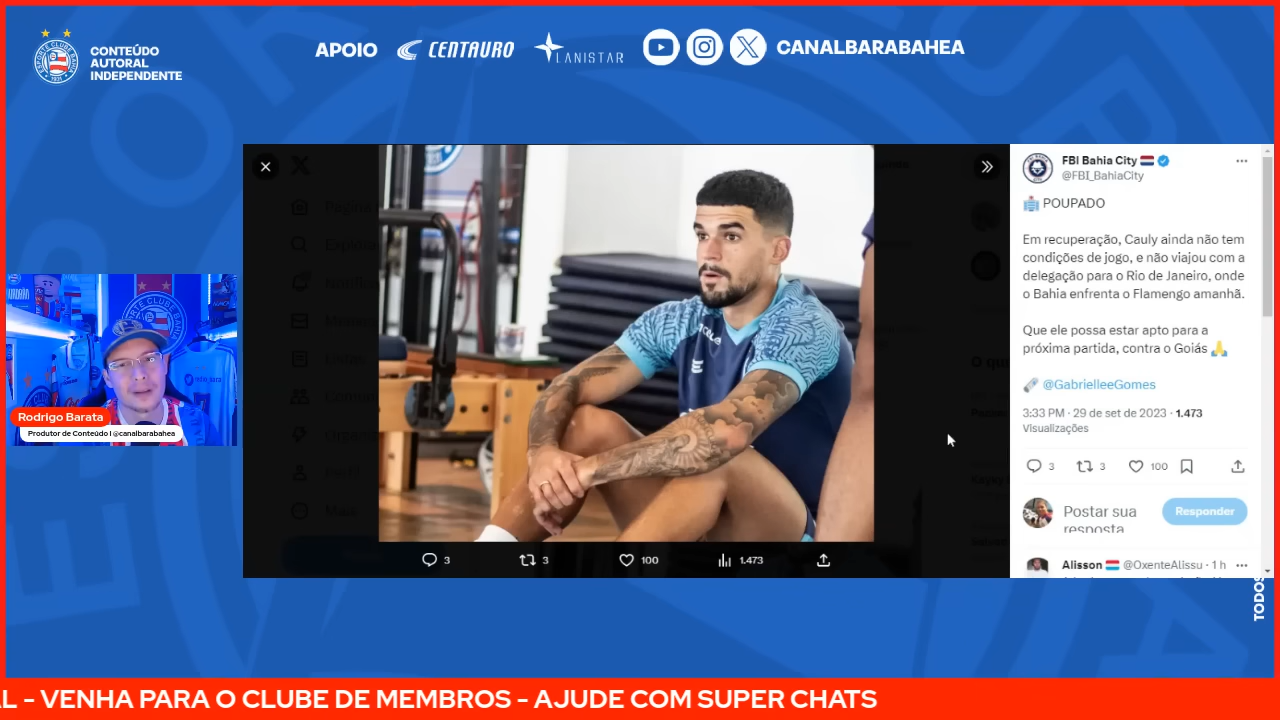 CONTEÚDO
AUTORAL
INDEPENDENTE
APOIO
CENTAURO
LANISTAR
CANALBARABAHEA
FBI Bahia City
@FBI_BahiaCity
POUPADO
Em recuperação, Cauly ainda não tem
condições de jogo, e não viajou com a
delegação para o Rio de Janeiro, onde
o Bahia enfrenta o Flamengo amanhã.
Que ele possa estar apto para a
próxima partida, contra o Goiás 🙏
@GabrielleeGomes
3:33 PM · 29 de set de 2023 · 1.473
Visualizações
3 3 100
Postar sua
resposta
Responder
Alisson @OxenteAlissu · 1 h
3 3 100 1.473
Rodrigo Barata
Produtor de Conteúdo | @canalbarabahea
TODOS
L - VENHA PARA O CLUBE DE MEMBROS - AJUDE COM SUPER CHATS